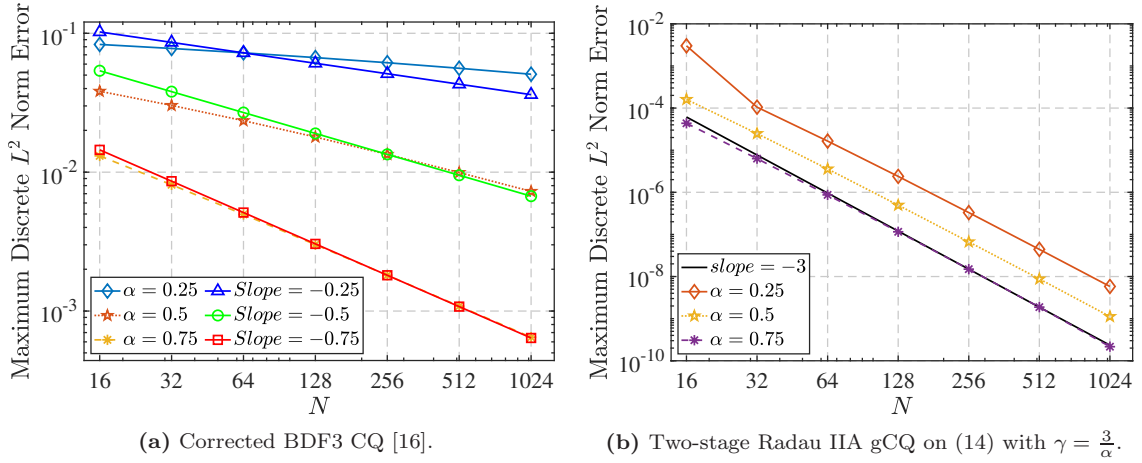 Maximum Discrete L² Norm Error
10⁻¹
10⁻²
10⁻³
α = 0.25
α = 0.5
α = 0.75
Slope = −0.25
Slope = −0.5
Slope = −0.75
16 32 64 128 256 512 1024
N
(a) Corrected BDF3 CQ [16].
Maximum Discrete L² Norm Error
10⁻²
10⁻⁴
10⁻⁶
10⁻⁸
10⁻¹⁰
slope = −3
α = 0.25
α = 0.5
α = 0.75
16 32 64 128 256 512 1024
N
(b) Two-stage Radau IIA gCQ on (14) with γ = 3/α.